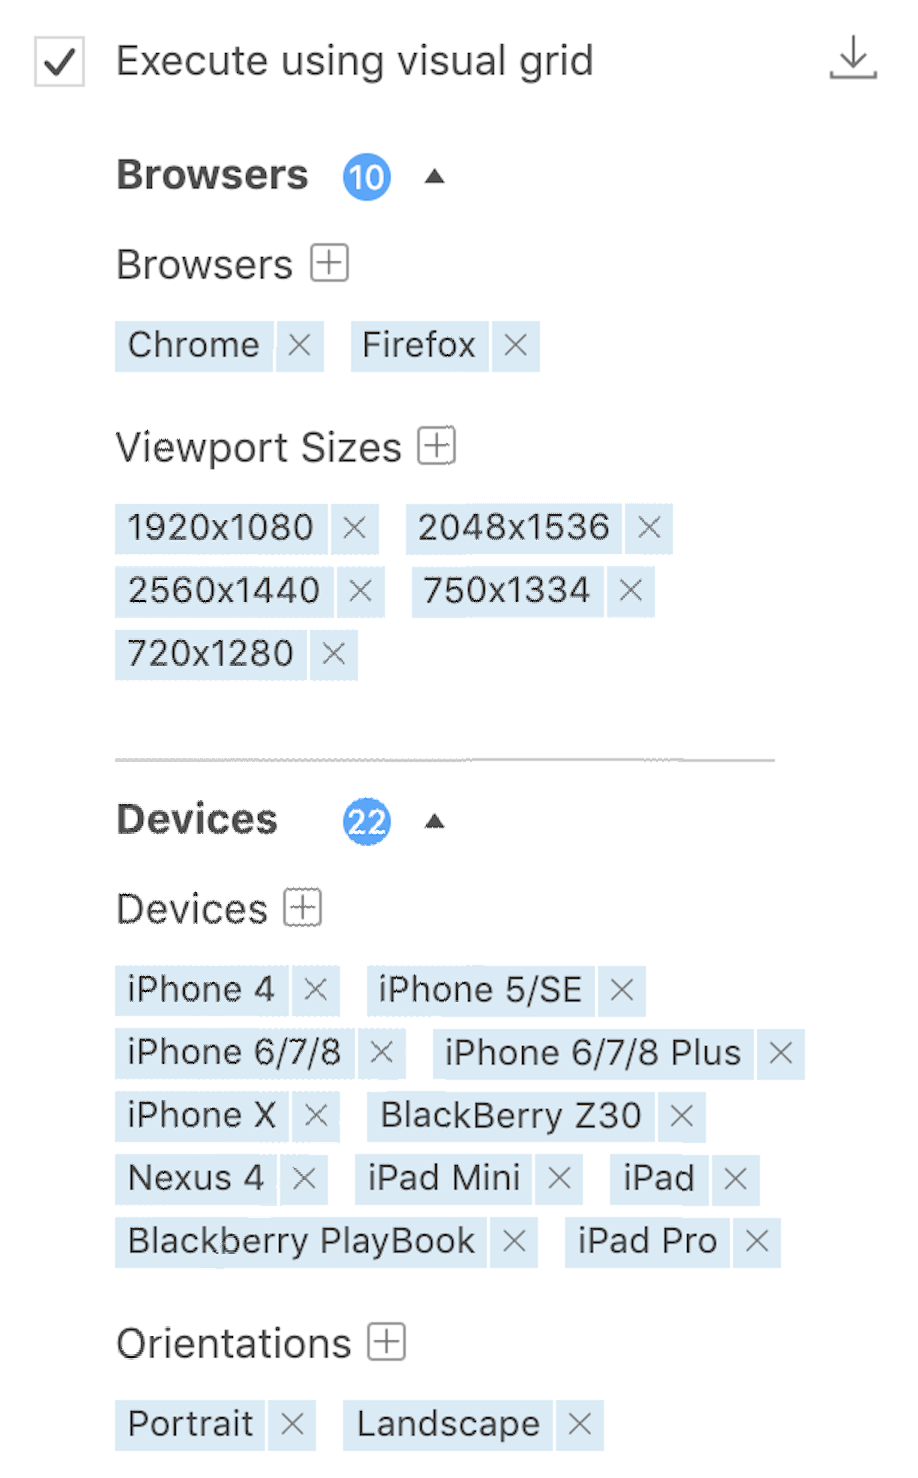 Execute using visual grid
Browsers 10
Browsers
Chrome Firefox
Viewport Sizes
1920x1080 2048x1536
2560x1440 750x1334
720x1280
Devices 22
Devices
iPhone 4 iPhone 5/SE
iPhone 6/7/8 iPhone 6/7/8 Plus
iPhone X BlackBerry Z30
Nexus 4 iPad Mini iPad
Blackberry PlayBook iPad Pro
Orientations
Portrait Landscape